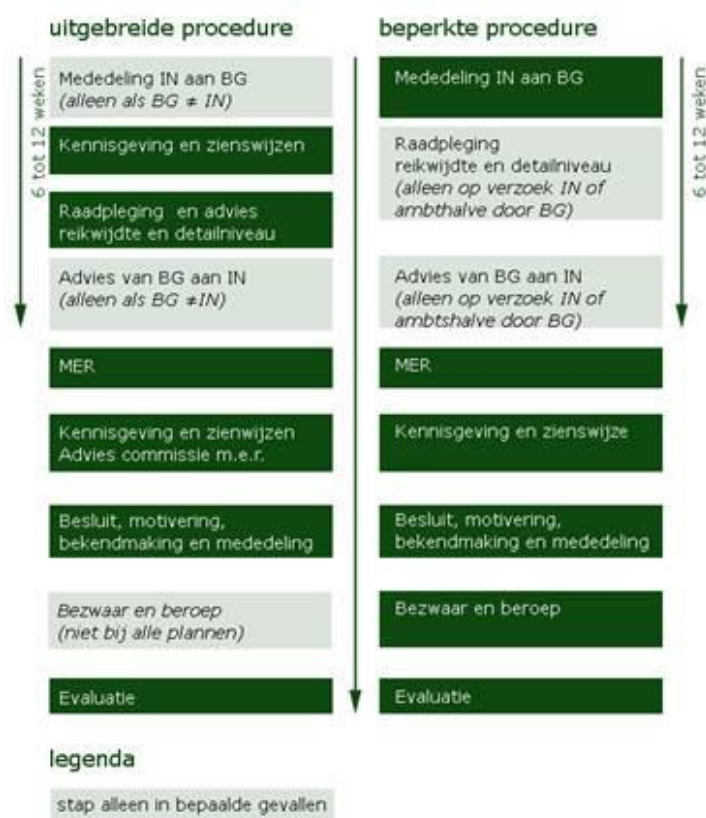 uitgebreide procedure
6 tot 12 weken
Mededeling IN aan BG
(alleen als BG ≠ IN)
Kennisgeving en zienswijzen
Raadpleging en advies
reikwijdte en detailniveau
Advies van BG aan IN
(alleen als BG ≠IN)
MER
Kennisgeving en zienwijzen
Advies commissie m.e.r.
Besluit, motivering,
bekendmaking en mededeling
Bezwaar en beroep
(niet bij alle plannen)
Evaluatie
beperkte procedure
6 tot 12 weken
Mededeling IN aan BG
Raadpleging
reikwijdte en detailniveau
(alleen op verzoek IN of
ambthalve door BG)
Advies van BG aan IN
(alleen op verzoek IN of
ambtshalve door BG)
MER
Kennisgeving en zienswijze
Besluit, motivering,
bekendmaking en mededeling
Bezwaar en beroep
Evaluatie
legenda
stap alleen in bepaalde gevallen